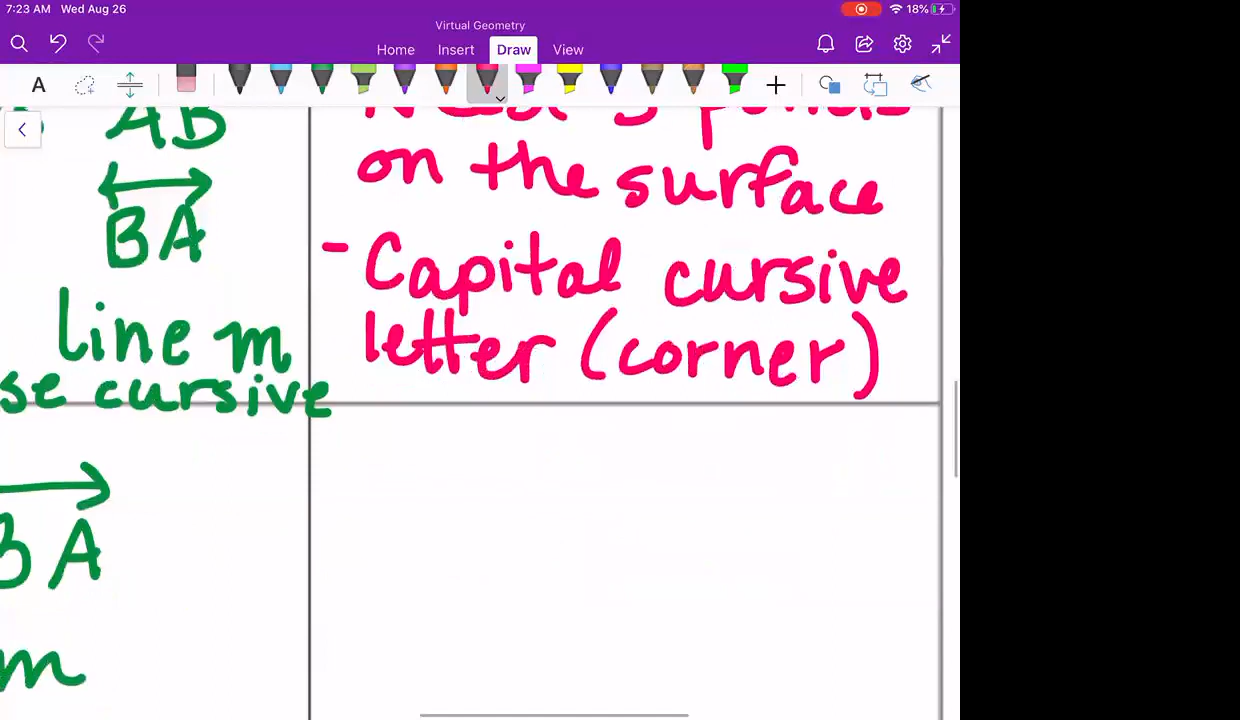 7:23 AM Wed Aug 26
18%
Virtual Geometry
Home Insert Draw View
A
AB
BA
line m
se cursive
BA
m
on the surface
- Capital cursive
letter (corner)